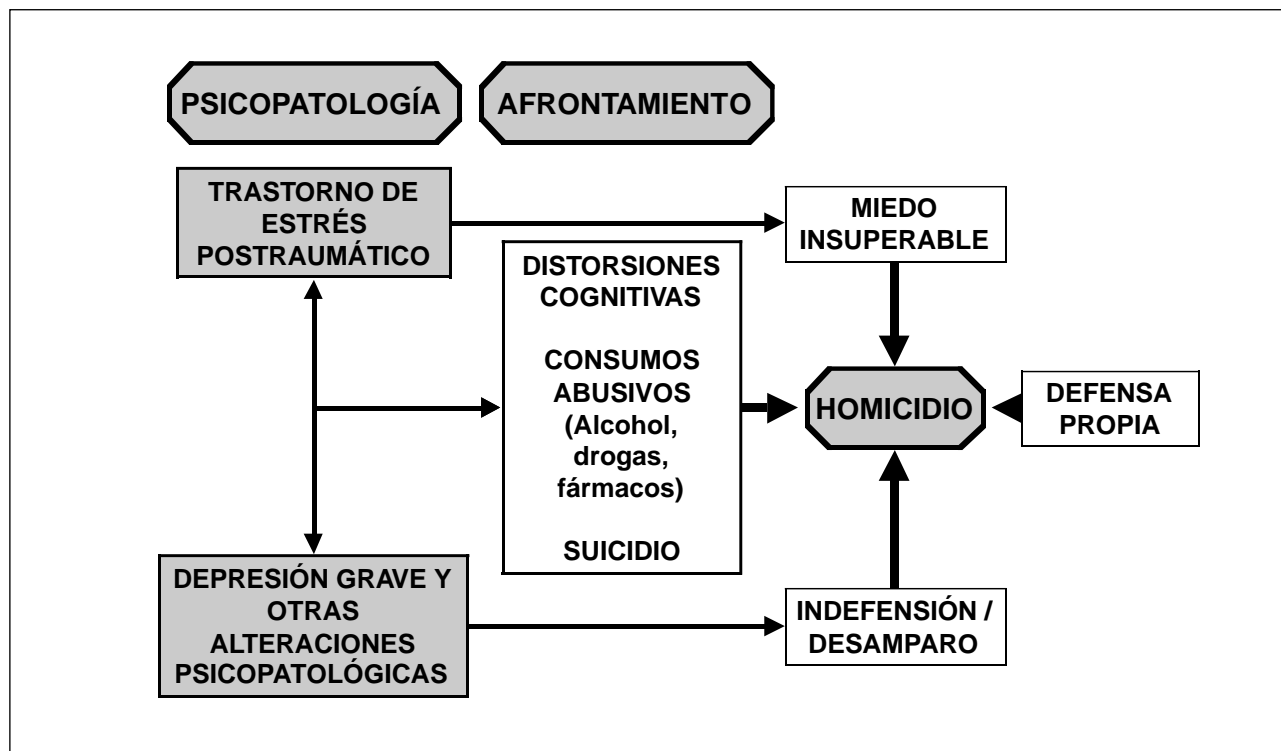 PSICOPATOLOGÍA
AFRONTAMIENTO
TRASTORNO DE
ESTRÉS
POSTRAUMÁTICO
MIEDO
INSUPERABLE
DISTORSIONES
COGNITIVAS
CONSUMOS
ABUSIVOS
(Alcohol,
drogas,
fármacos)
SUICIDIO
HOMICIDIO
DEFENSA
PROPIA
DEPRESIÓN GRAVE Y
OTRAS
ALTERACIONES
PSICOPATOLÓGICAS
INDEFENSIÓN /
DESAMPARO